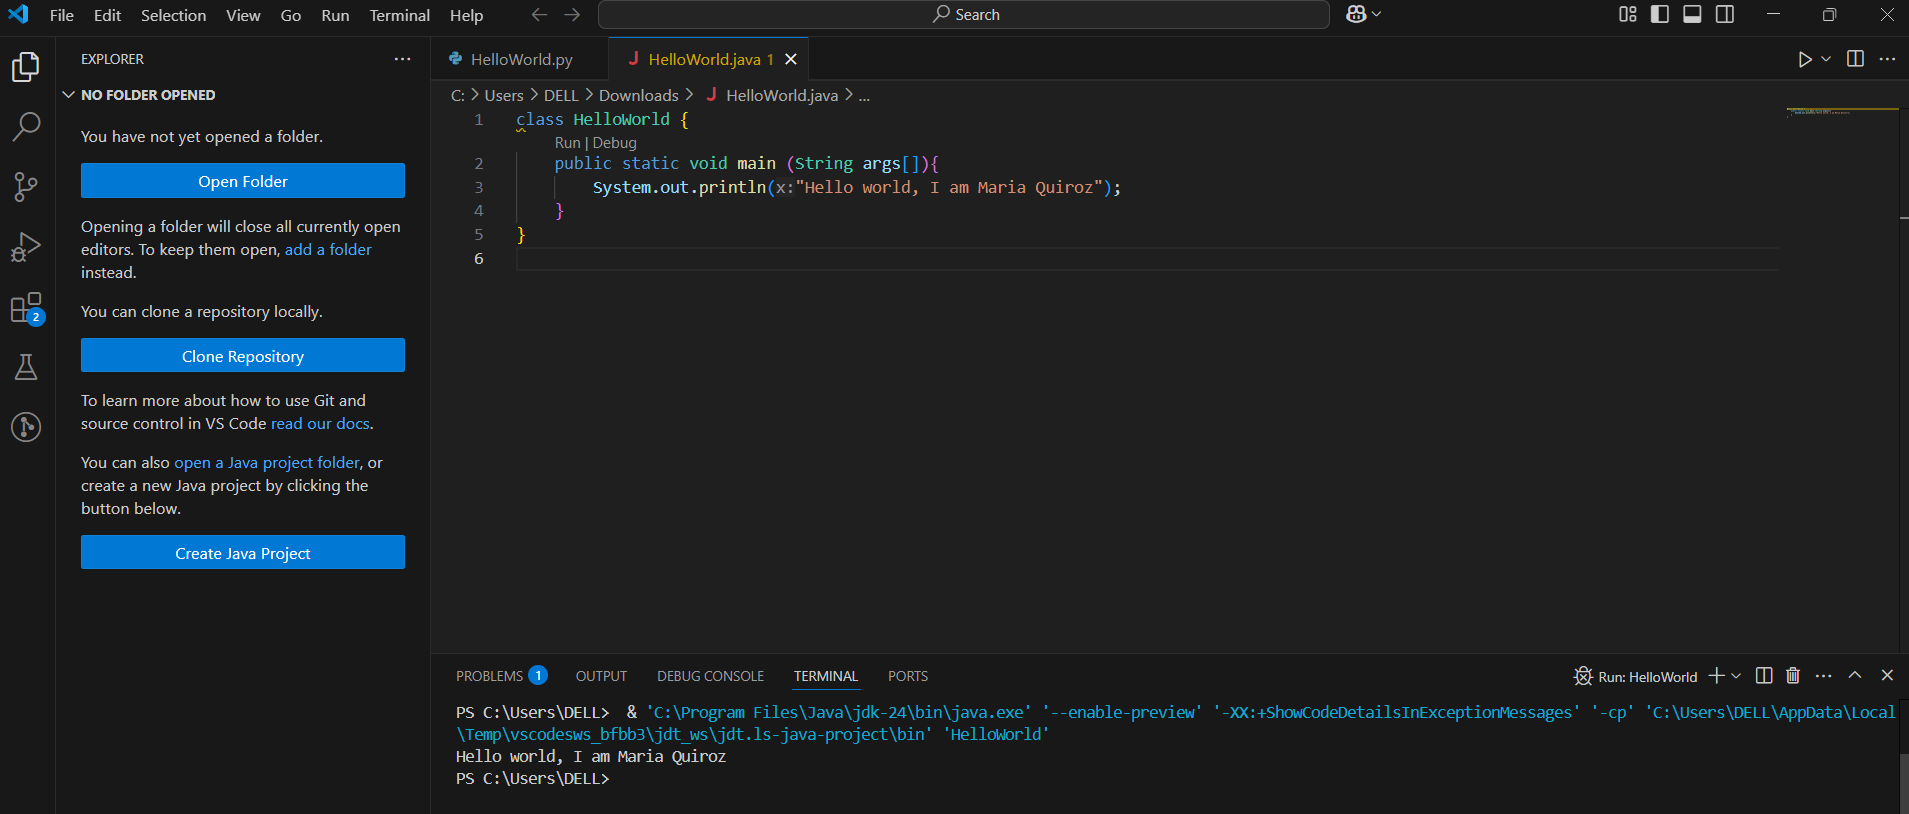 File Edit Selection View Go Run Terminal Help
Search
EXPLORER
NO FOLDER OPENED
You have not yet opened a folder.
Open Folder
Opening a folder will close all currently open
editors. To keep them open, add a folder
instead.
You can clone a repository locally.
Clone Repository
To learn more about how to use Git and
source control in VS Code read our docs.
You can also open a Java project folder, or
create a new Java project by clicking the
button below.
Create Java Project
2
HelloWorld.py
J HelloWorld.java 1
C: > Users > DELL > Downloads > J HelloWorld.java > ...
1 class HelloWorld {
Run | Debug
2 public static void main (String args[]){
3 System.out.println(x:"Hello world, I am Maria Quiroz");
4 }
5 }
6
PROBLEMS 1 OUTPUT DEBUG CONSOLE TERMINAL PORTS
Run: HelloWorld
PS C:\Users\DELL>  & 'C:\Program Files\Java\jdk-24\bin\java.exe' '--enable-preview' '-XX:+ShowCodeDetailsInExceptionMessages' '-cp' 'C:\Users\DELL\AppData\Local
\Temp\vscodesws_bfbb3\jdt_ws\jdt.ls-java-project\bin' 'HelloWorld'
Hello world, I am Maria Quiroz
PS C:\Users\DELL>